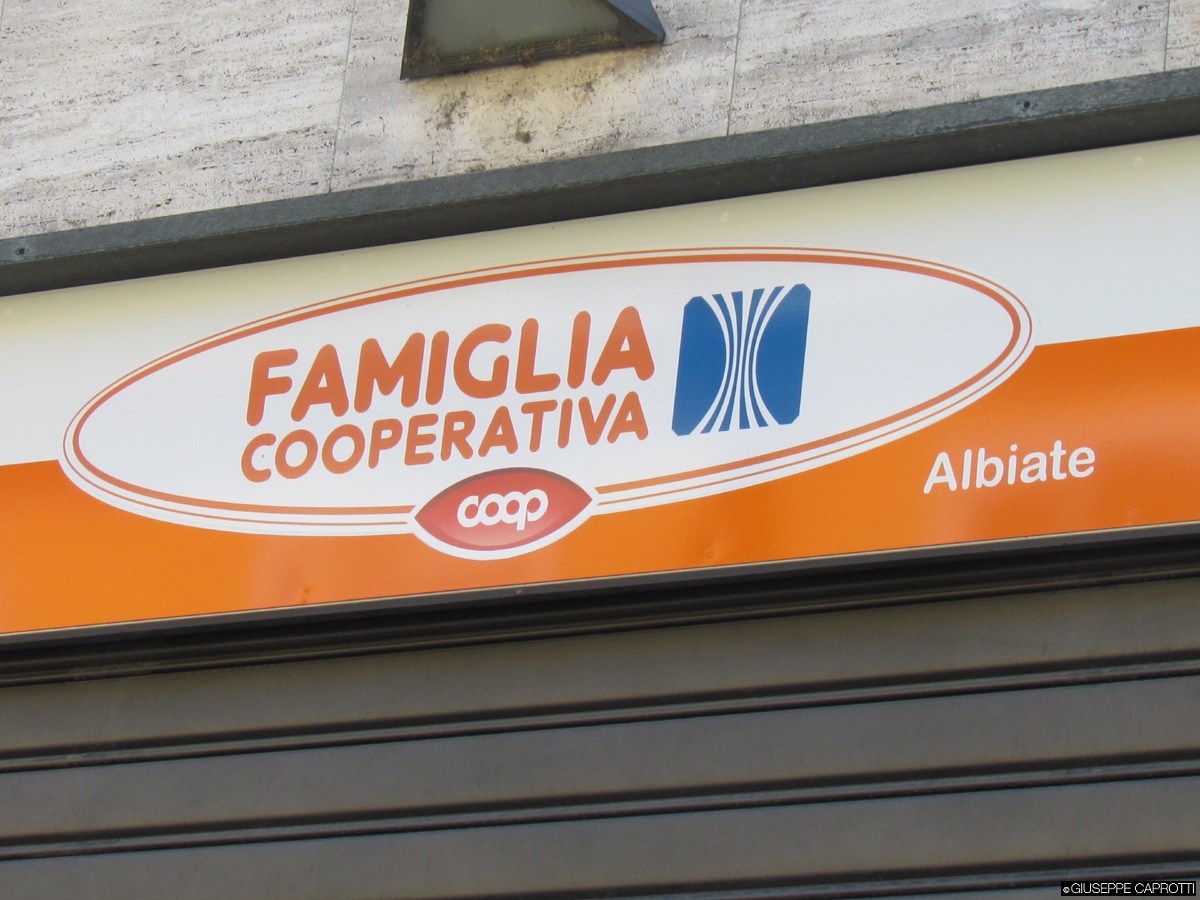 FAMIGLIA
COOPERATIVA
coop
Albiate
© GIUSEPPE CAPROTTI